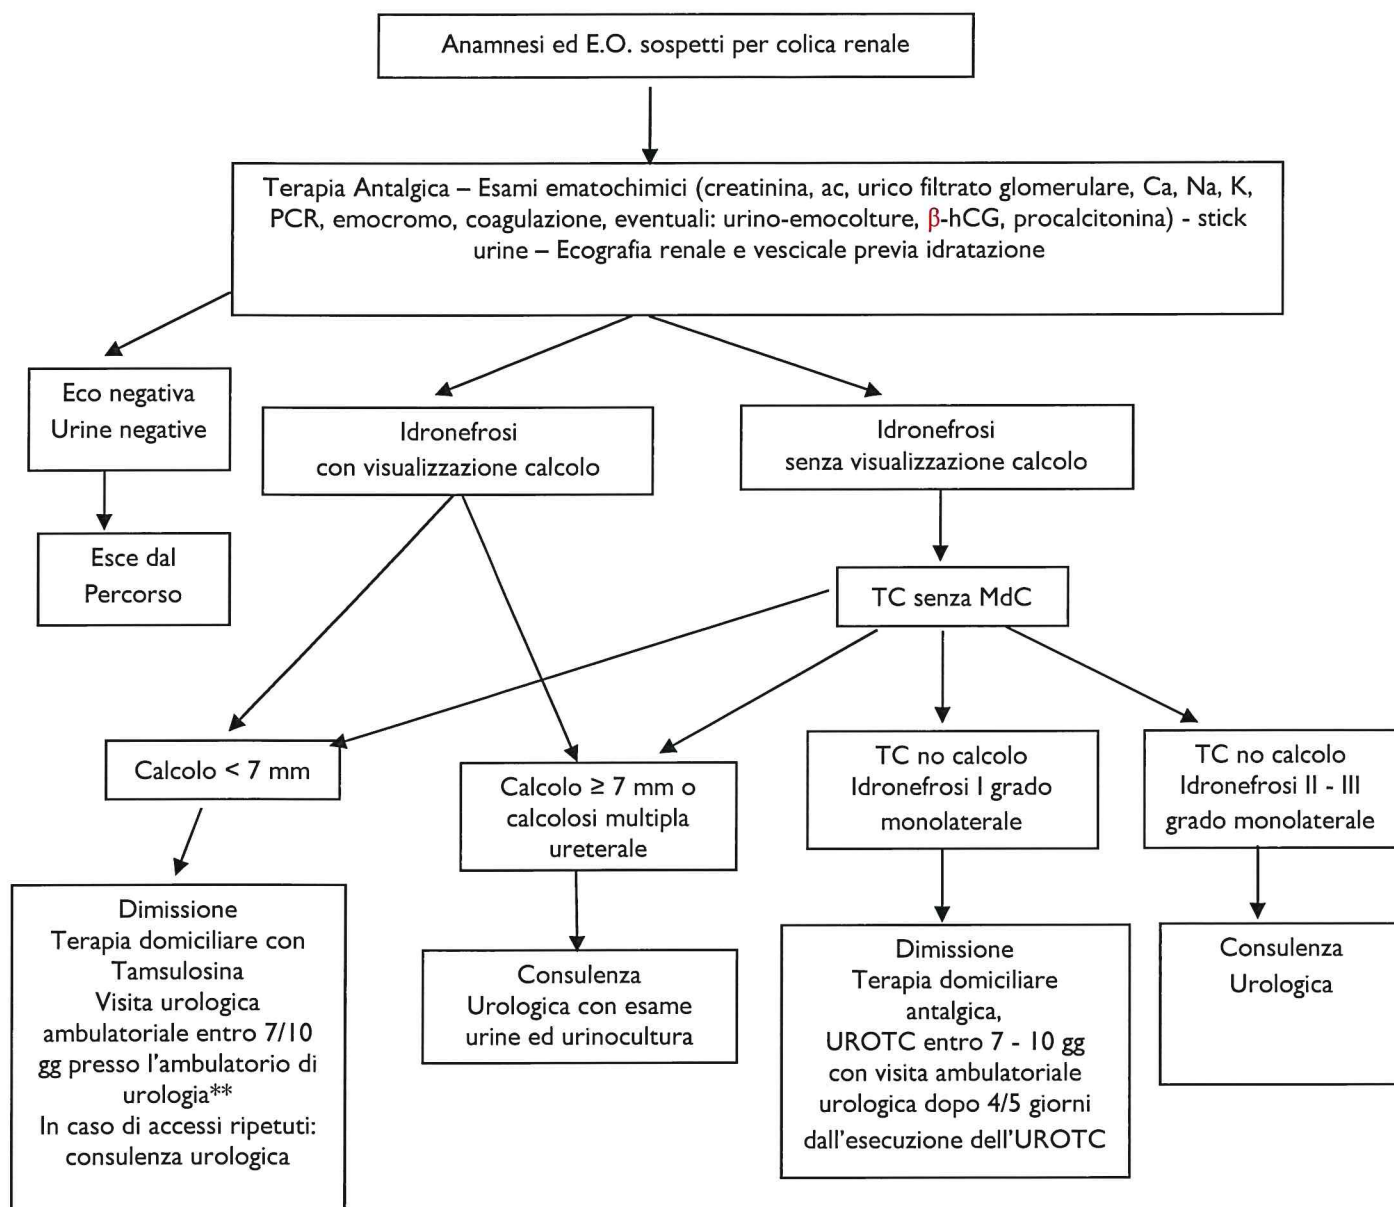 Anamnesi ed E.O. sospetti per colica renale
Terapia Antalgica – Esami ematochimici (creatinina, ac, urico filtrato glomerulare, Ca, Na, K,
PCR, emocromo, coagulazione, eventuali: urino-emocolture, β-hCG, procalcitonina) - stick
urine – Ecografia renale e vescicale previa idratazione
Eco negativa
Urine negative
Idronefrosi
con visualizzazione calcolo
Idronefrosi
senza visualizzazione calcolo
Esce dal
Percorso
TC senza MdC
Calcolo < 7 mm
Calcolo ≥ 7 mm o
calcolosi multipla
ureterale
TC no calcolo
Idronefrosi I grado
monolaterale
TC no calcolo
Idronefrosi II - III
grado monolaterale
Dimissione
Terapia domiciliare con
Tamsulosina
Visita urologica
ambulatoriale entro 7/10
gg presso l'ambulatorio di
urologia**
In caso di accessi ripetuti:
consulenza urologica
Consulenza
Urologica con esame
urine ed urinocultura
Dimissione
Terapia domiciliare
antalgica,
UROTC entro 7 - 10 gg
con visita ambulatoriale
urologica dopo 4/5 giorni
dall'esecuzione dell'UROTC
Consulenza
Urologica